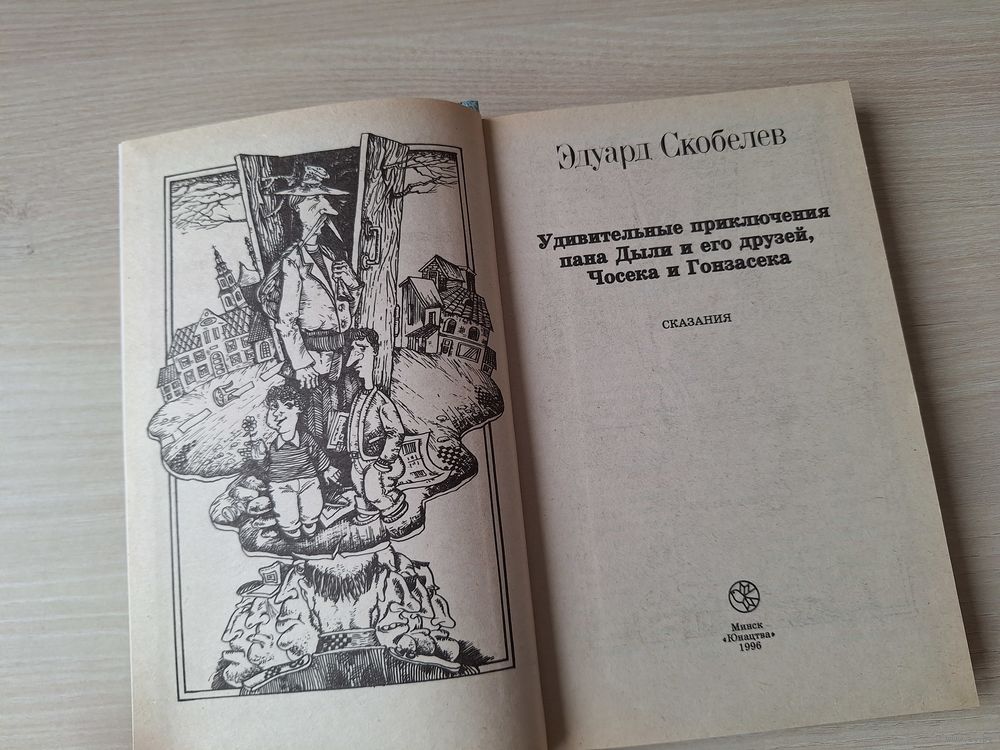 Эдуард Скобелев
Удивительные приключения
пана Дыли и его друзей,
Чосека и Гонзасека
СКАЗАНИЯ
Минск
«Юнацтва»
1996